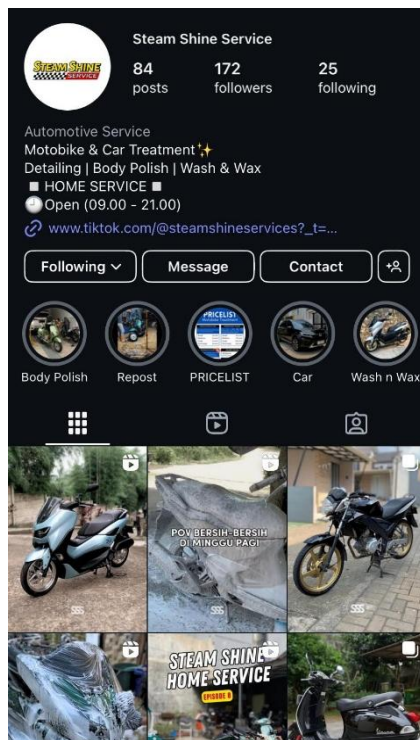 STEAM SHINE
SERVICE
Steam Shine Service
84 172 25
posts followers following
Automotive Service
Motobike & Car Treatment✨
Detailing | Body Polish | Wash & Wax
◾ HOME SERVICE ◾
🕘Open (09.00 - 21.00)
www.tiktok.com/@steamshineservices?_t=...
Following Message Contact
PRICELIST
Body Polish Repost PRICELIST Car Wash n Wax
POV BERSIH-BERSIH
DI MINGGU PAGI
SSS SSS SSS
STEAM SHINE
HOME SERVICE
EPISODE 8